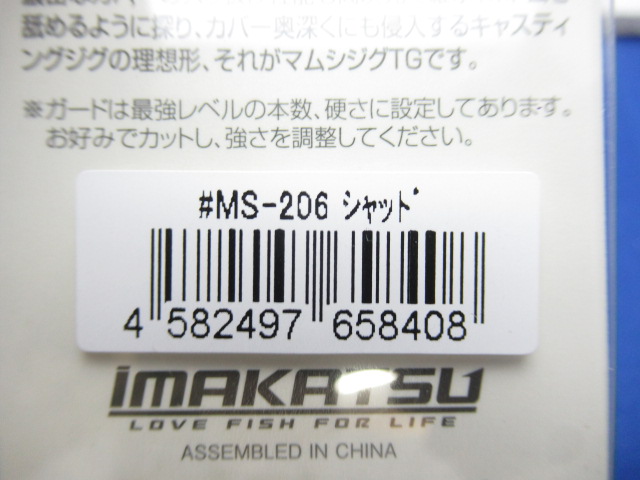 舐めるように探り、カバー奥深くにも侵入するキャスティ
ングジグの理想形、それがマムシジグTGです。
※ガードは最強レベルの本数、硬さに設定してあります。
お好みでカットし、強さを調整してください。
#MS-206 シャッド
4 582497 658408
IMAKATSU
LOVE FISH FOR LIFE
ASSEMBLED IN CHINA